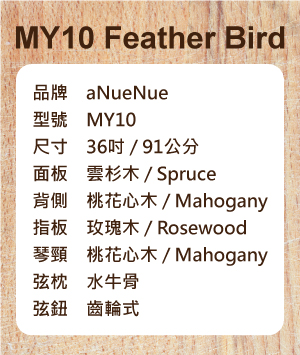 MY10 Feather Bird
品牌 aNueNue
型號 MY10
尺寸 36吋 / 91公分
面板 雲杉木 / Spruce
背側 桃花心木 / Mahogany
指板 玫瑰木 / Rosewood
琴頸 桃花心木 / Mahogany
弦枕 水牛骨
弦鈕 齒輪式